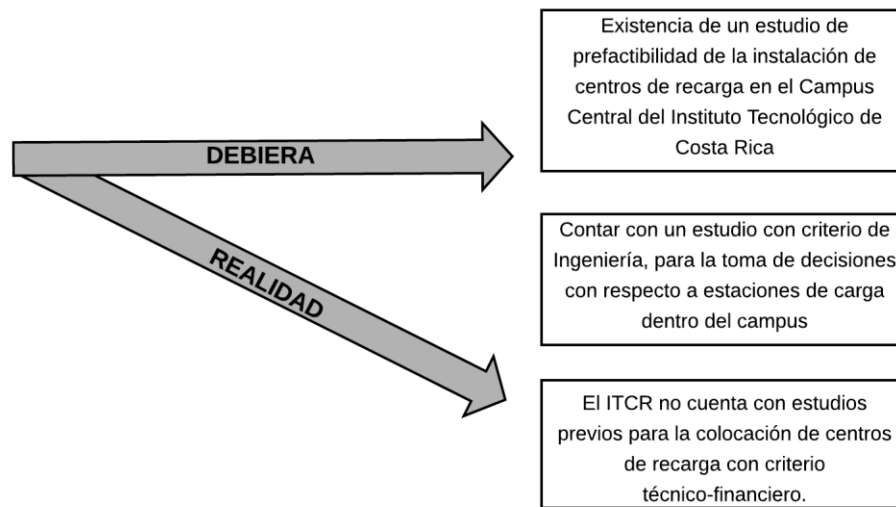 Existencia de un estudio de
prefactibilidad de la instalación de
centros de recarga en el Campus
Central del Instituto Tecnológico de
Costa Rica
DEBIERA
REALIDAD
Contar con un estudio con criterio de
Ingeniería, para la toma de decisiones
con respecto a estaciones de carga
dentro del campus
El ITCR no cuenta con estudios
previos para la colocación de centros
de recarga con criterio
técnico-financiero.